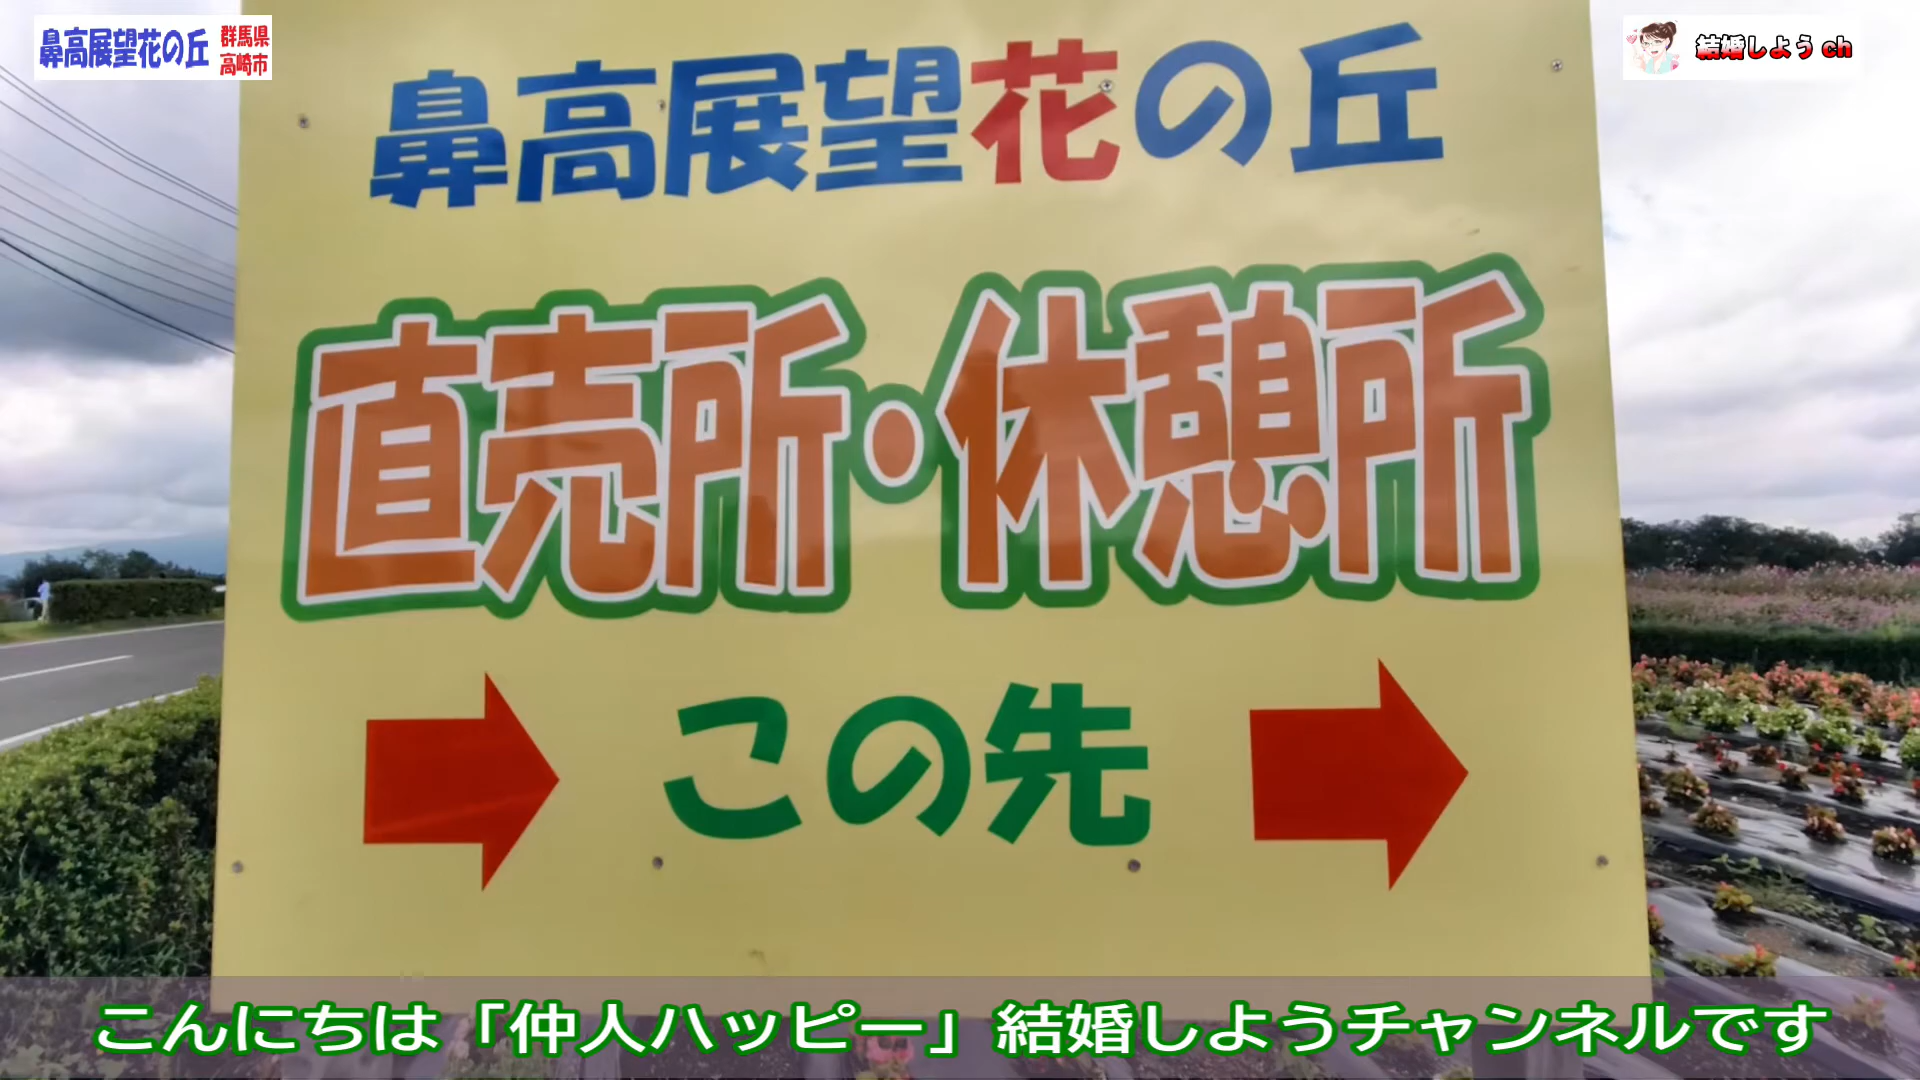 鼻高展望花の丘
群馬県
高崎市
結婚しようch
鼻高展望花の丘
直売所・休憩所
この先
こんにちは「仲人ハッピー」結婚しようチャンネルです